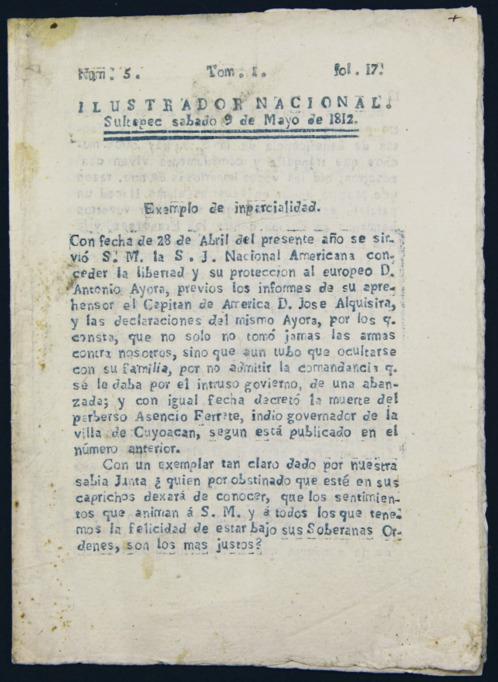 Num. 5. Tom. I. fol. 17.
ILUSTRADOR NACIONAL.
Sultepec sabado 9 de Mayo de 1812.
Exemplo de inparcialidad.
Con fecha de 28 de Abril del presente año se sir-
vió S. M. la S. J. Nacional Americana con-
ceder la libertad y su proteccion al europeo D.
Antonio Ayora, previos los informes de su apre-
hensor el Capitan de America D. Jose Alquisira,
y las declaraciones del mismo Ayora, por los q.
consta, que no solo no tomó jamas las armas
contra nosotros, sino que aun tubo que ocultarse
con su familia, por no admitir la comandancia q.
sé le daba por el intruso govierno, de una aban-
zada; y con igual fecha decretó la muerte del
perberso Asencio Ferrete, indio governador de la
villa de Cuyoacan, segun está publicado en el
número anterior.
Con un exemplar tan claro dado por nuestra
sabia Junta ¿ quien por obstinado que esté en sus
caprichos dexará de conocer, que los sentimien-
tos que animan á S. M. y á todos los que tene-
mos la felicidad de estar bajo sus Soberanas Or-
denes, son los mas justos?